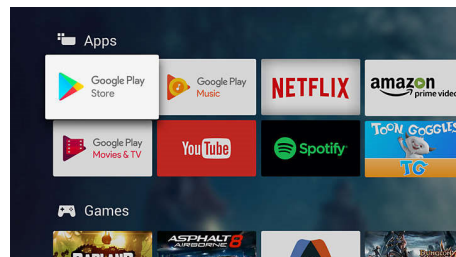 Apps
Google Play
Store
Google Play
Music
NETFLIX
amazon
prime video
Google Play
Movies & TV
YouTube
Spotify
TOON GOGGLES
TG
Games
BADLAND
ASPHALT 8
AIRBORNE